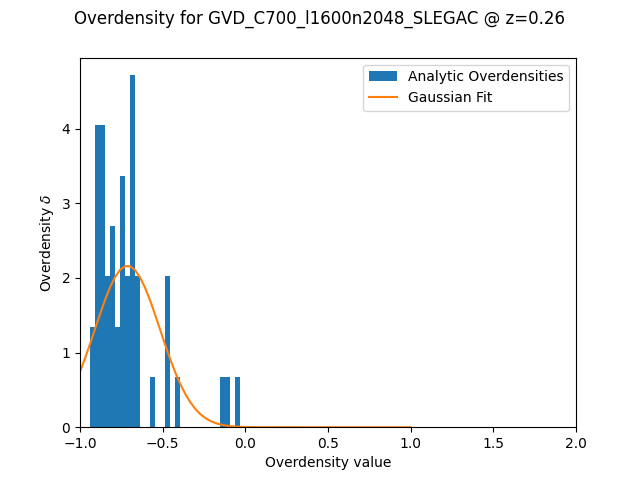 Overdensity for GVD_C700_l1600n2048_SLEGAC @ z=0.26
Analytic Overdensities
Gaussian Fit
Overdensity δ
4
3
2
1
0
−1.0 −0.5 0.0 0.5 1.0 1.5 2.0
Overdensity value